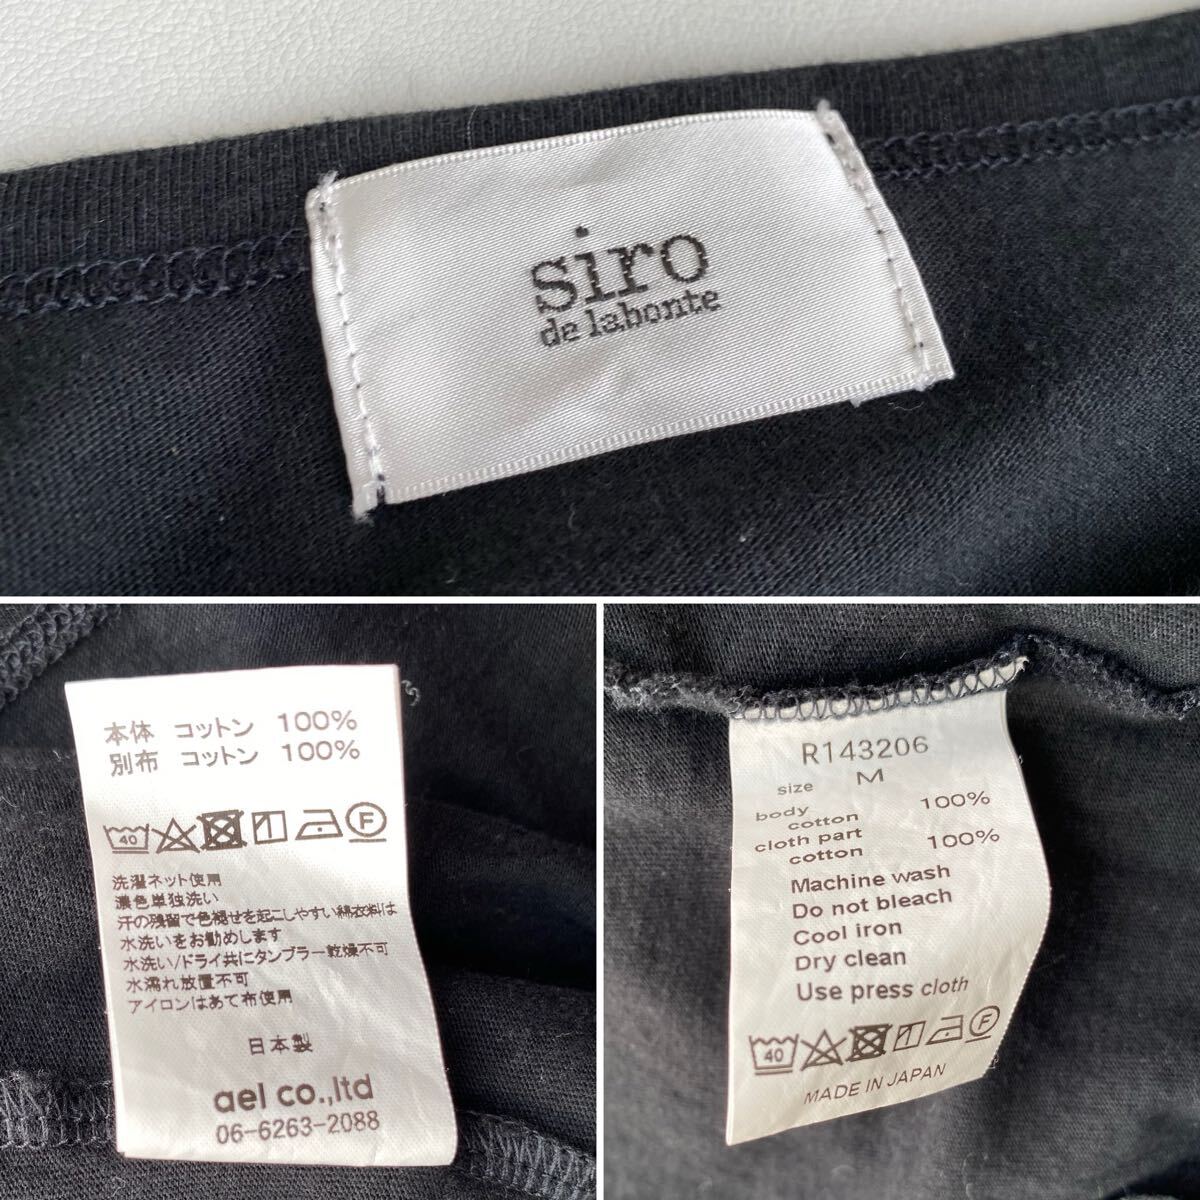 siro
de labonte
本体 コットン 100%
別布 コットン 100%
40 F
洗濯ネット使用
濃色単独洗い
汗の残留で色褪せを起こしやすい綿衣料は
水洗いをお勧めします
水洗い/ドライ共にタンブラー乾燥不可
水濡れ放置不可
アイロンはあて布使用
日本製
ael co.,ltd
06-6263-2088
R143206
size M
body
cotton 100%
cloth part
cotton 100%
Machine wash
Do not bleach
Cool iron
Dry clean
Use press cloth
40 F
MADE IN JAPAN